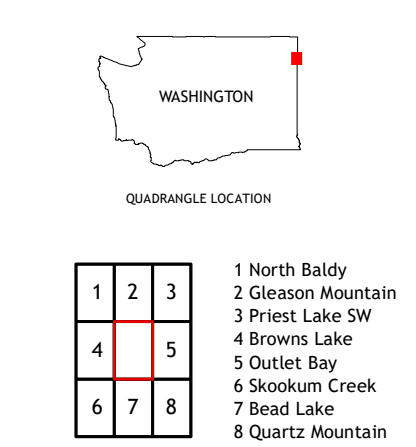 WASHINGTON
QUADRANGLE LOCATION
1 2 3
4 5
6 7 8
1 North Baldy
2 Gleason Mountain
3 Priest Lake SW
4 Browns Lake
5 Outlet Bay
6 Skookum Creek
7 Bead Lake
8 Quartz Mountain